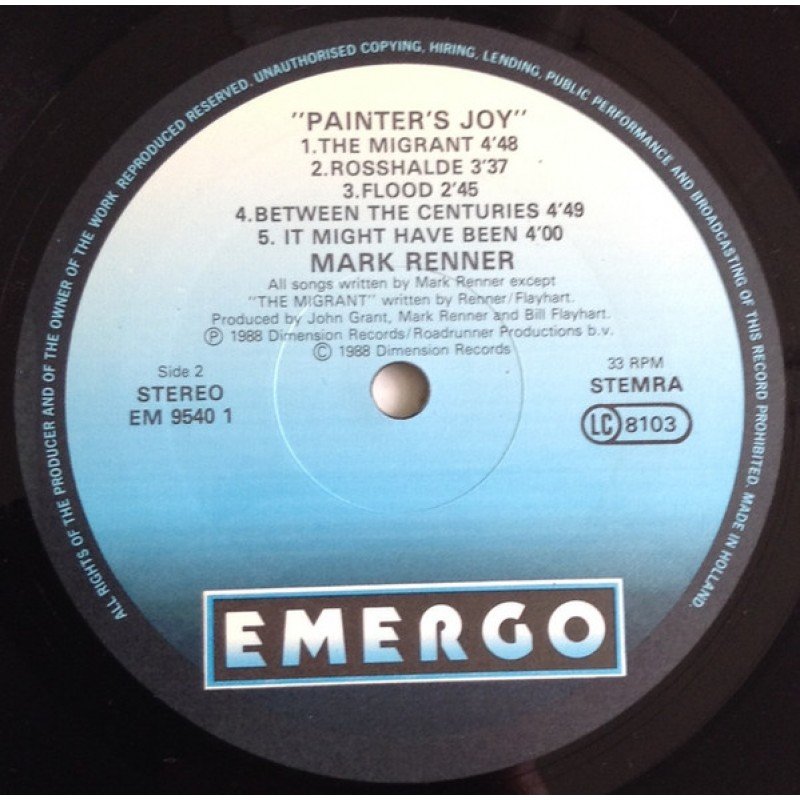 ALL RIGHTS OF THE PRODUCER AND OF THE OWNER OF THE WORK REPRODUCED RESERVED. UNAUTHORISED COPYING, HIRING, LENDING, PUBLIC PERFORMANCE AND BROADCASTING OF THIS RECORD PROHIBITED. MADE IN HOLLAND.
"PAINTER'S JOY"
1.THE MIGRANT 4'48
2.ROSSHALDE 3'37
3.FLOOD 2'45
4.BETWEEN THE CENTURIES 4'49
5. IT MIGHT HAVE BEEN 4'00
MARK RENNER
All songs written by Mark Renner except
"THE MIGRANT" written by Renner/Flayhart.
Produced by John Grant, Mark Renner and Bill Flayhart.
Ⓟ 1988 Dimension Records/Roadrunner Productions b.v.
© 1988 Dimension Records
Side 2
STEREO
EM 9540 1
33 RPM
STEMRA
LC 8103
EMERGO